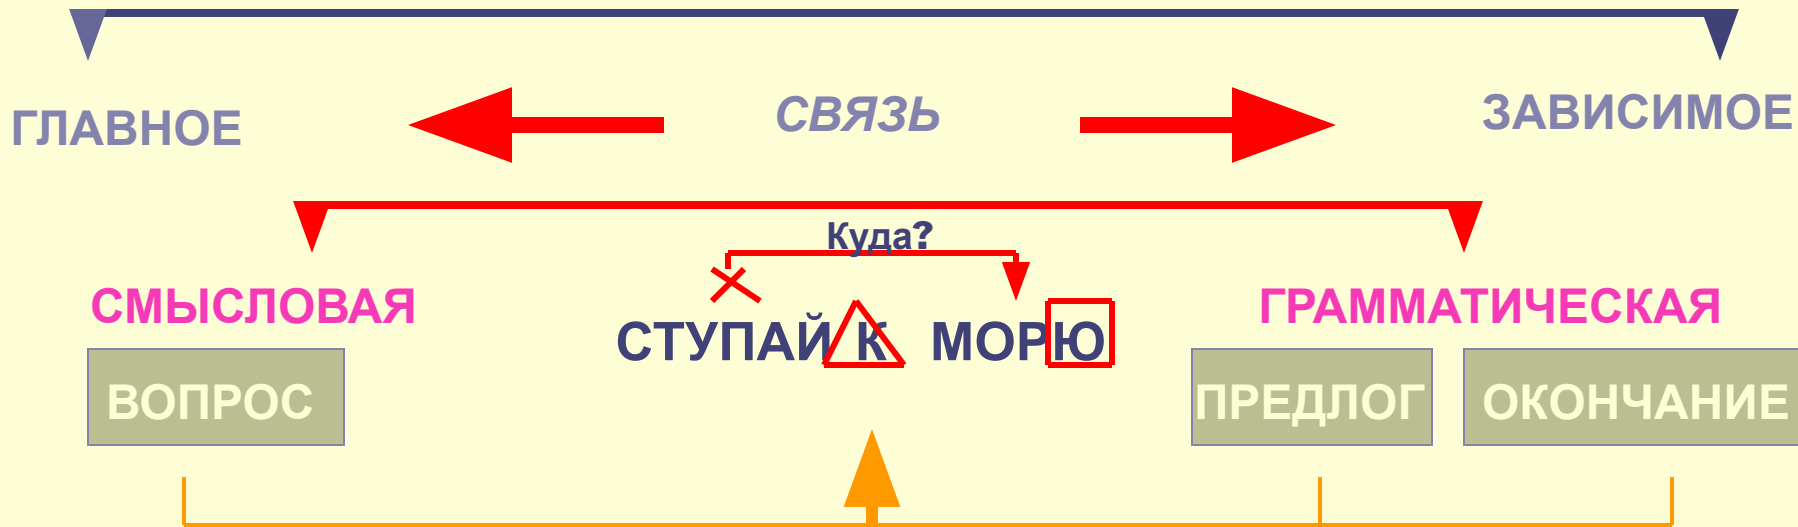 ГЛАВНОЕ СВЯЗЬ ЗАВИСИМОЕ
Куда?
СМЫСЛОВАЯ ГРАММАТИЧЕСКАЯ
СТУПАЙ К МОРЮ
ВОПРОС ПРЕДЛОГ ОКОНЧАНИЕ